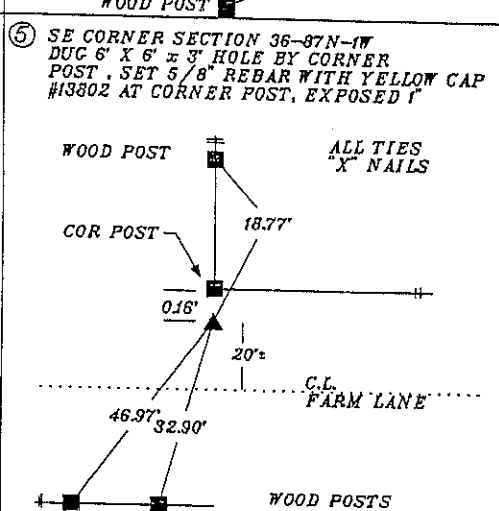 WOOD POST
⑤ SE CORNER SECTION 36-87N-1W
DUG 6' X 6' x 3' HOLE BY CORNER
POST, SET 5/8" REBAR WITH YELLOW CAP
#13802 AT CORNER POST, EXPOSED 1"
WOOD POST
ALL TIES
"X" NAILS
18.77'
COR POST
0.16'
20'±
C.L.
FARM LANE
46.97'
32.90'
WOOD POSTS